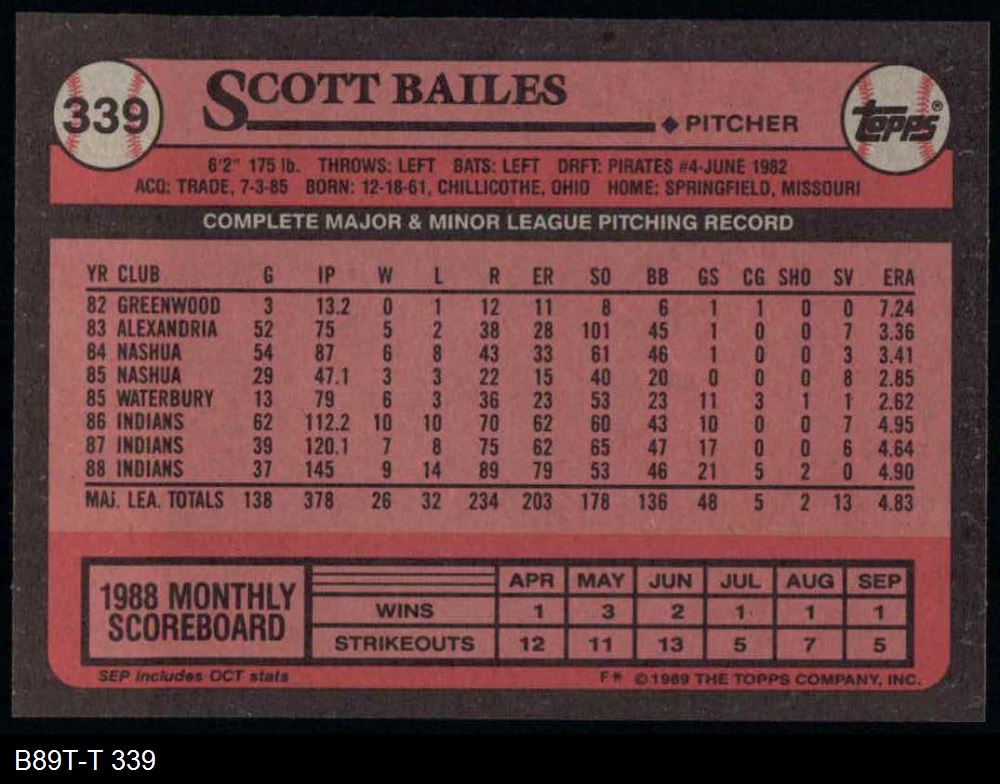 339
SCOTT BAILES
◆ PITCHER
topps®
6'2" 175 lb. THROWS: LEFT BATS: LEFT DRFT: PIRATES #4-JUNE 1982
ACQ: TRADE, 7-3-85 BORN: 12-18-61, CHILLICOTHE, OHIO HOME: SPRINGFIELD, MISSOURI
COMPLETE MAJOR & MINOR LEAGUE PITCHING RECORD
YR CLUB G IP W L R ER SO BB GS CG SHO SV ERA
82 GREENWOOD 3 13.2 0 1 12 11 8 6 1 1 0 0 7.24
83 ALEXANDRIA 52 75 5 2 38 28 101 45 1 0 0 7 3.36
84 NASHUA 54 87 6 8 43 33 61 46 1 0 0 3 3.41
85 NASHUA 29 47.1 3 3 22 15 40 20 0 0 0 8 2.85
85 WATERBURY 13 79 6 3 36 23 53 23 11 3 1 1 2.62
86 INDIANS 62 112.2 10 10 70 62 60 43 10 0 0 7 4.95
87 INDIANS 39 120.1 7 8 75 62 65 47 17 0 0 6 4.64
88 INDIANS 37 145 9 14 89 79 53 46 21 5 2 0 4.90
MAJ. LEA. TOTALS 138 378 26 32 234 203 178 136 48 5 2 13 4.83
1988 MONTHLY SCOREBOARD
APR MAY JUN JUL AUG SEP
WINS 1 3 2 1 1 1
STRIKEOUTS 12 11 13 5 7 5
SEP includes OCT stats
F* © 1989 THE TOPPS COMPANY, INC.
B89T-T 339